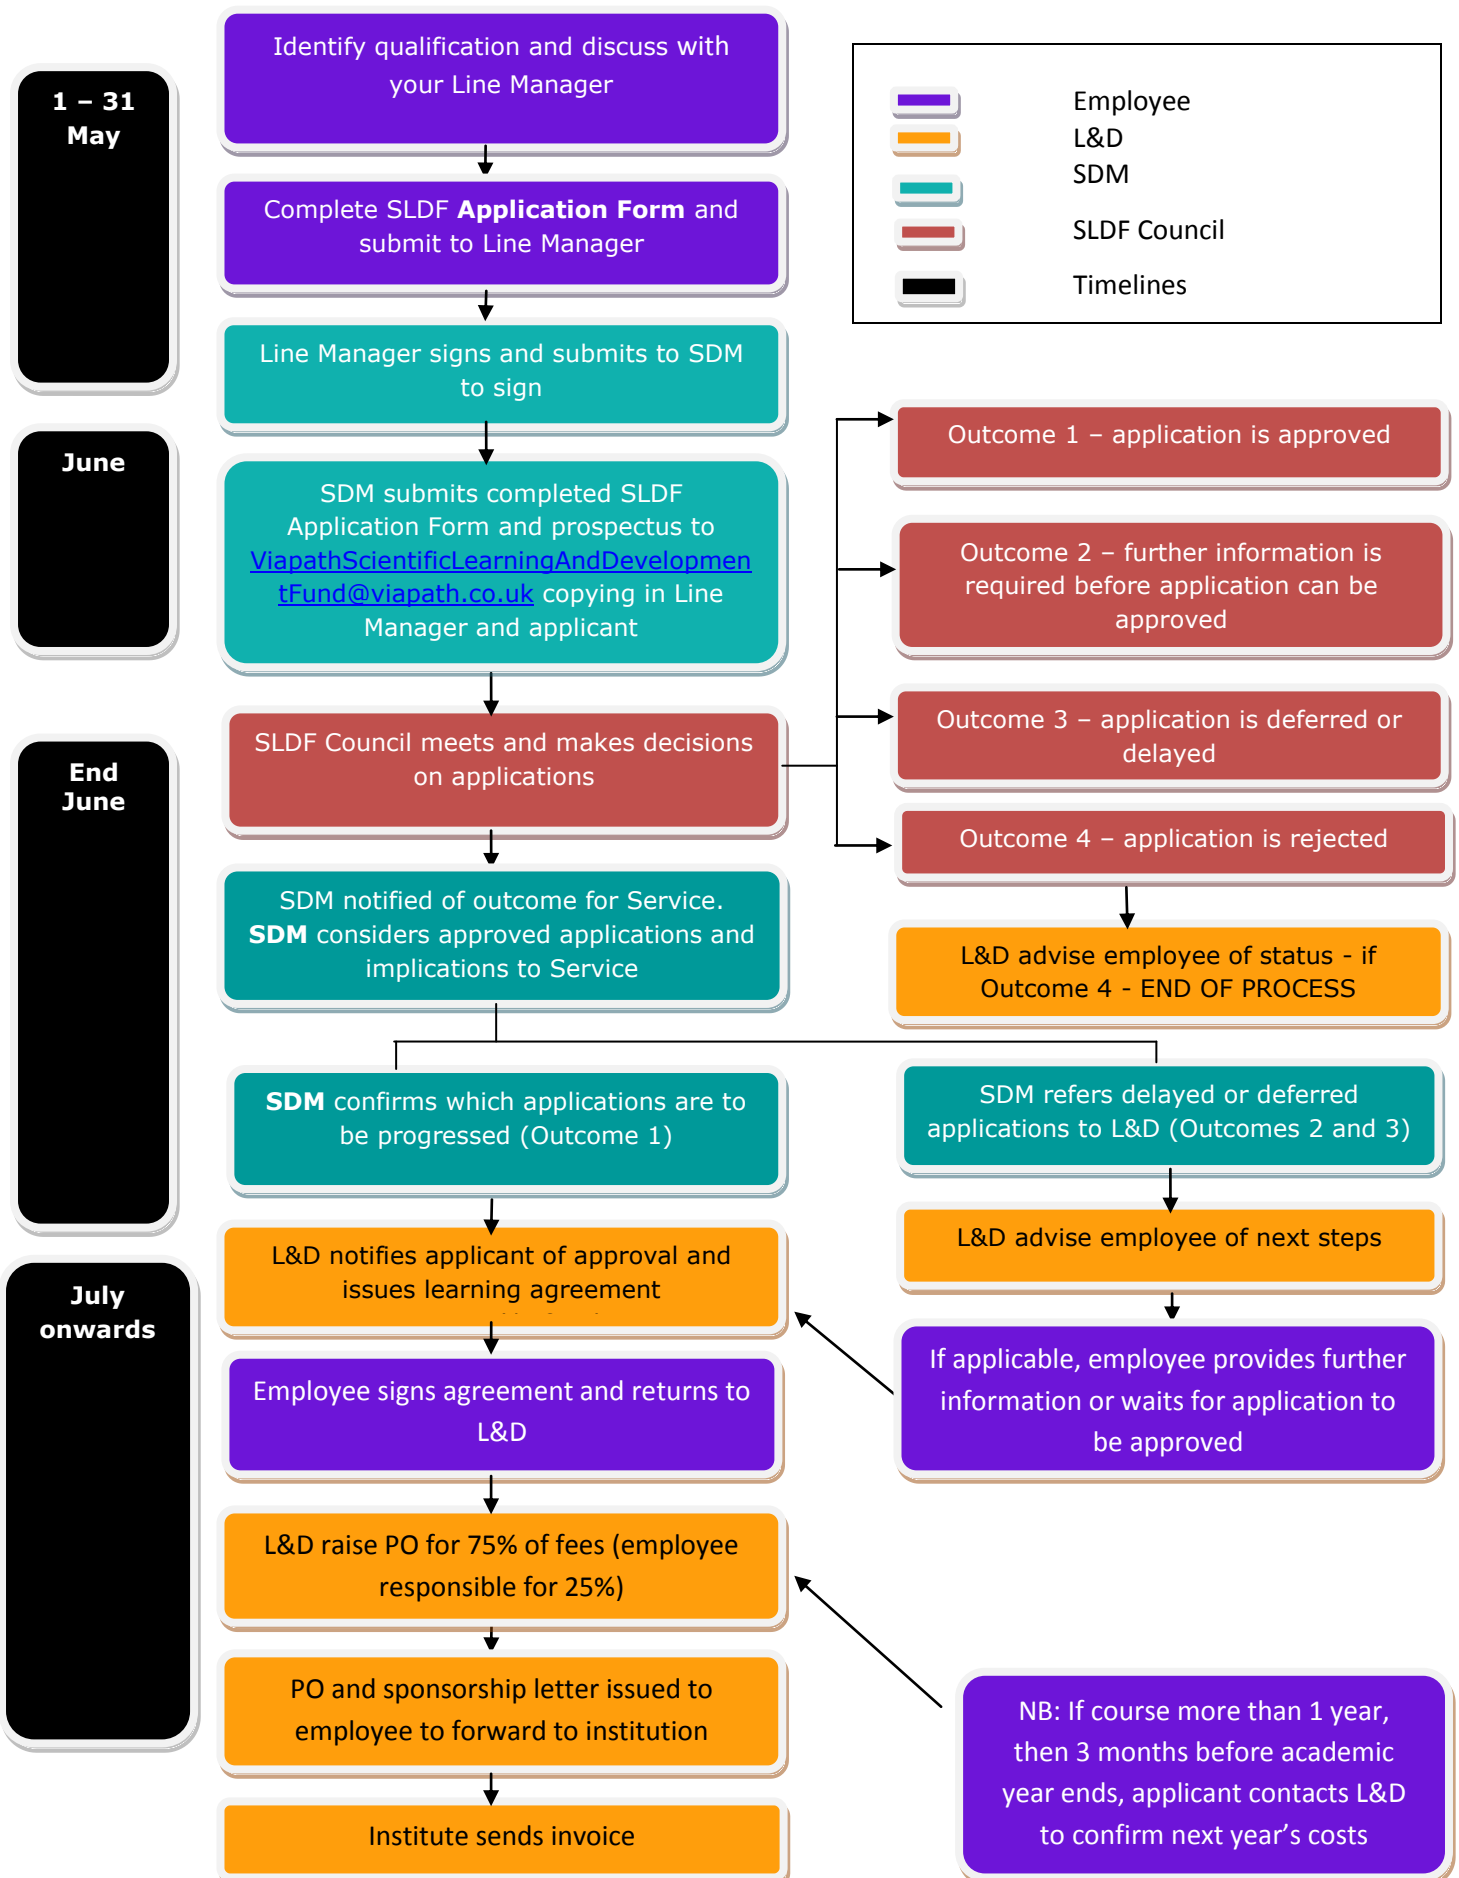 Identify qualification and discuss with
your Line Manager
1 – 31
May
Employee
L&D
SDM
SLDF Council
Timelines
Complete SLDF Application Form and
submit to Line Manager
Line Manager signs and submits to SDM
to sign
June
SDM submits completed SLDF
Application Form and prospectus to
ViapathScientificLearningAndDevelopmen
tFund@viapath.co.uk copying in Line
Manager and applicant
Outcome 1 – application is approved
Outcome 2 – further information is
required before application can be
approved
Outcome 3 – application is deferred or
delayed
Outcome 4 – application is rejected
End
June
SLDF Council meets and makes decisions
on applications
SDM notified of outcome for Service.
SDM considers approved applications and
implications to Service
L&D advise employee of status - if
Outcome 4 - END OF PROCESS
SDM confirms which applications are to
be progressed (Outcome 1)
SDM refers delayed or deferred
applications to L&D (Outcomes 2 and 3)
July
onwards
L&D notifies applicant of approval and
issues learning agreement
L&D advise employee of next steps
If applicable, employee provides further
information or waits for application to
be approved
Employee signs agreement and returns to
L&D
L&D raise PO for 75% of fees (employee
responsible for 25%)
PO and sponsorship letter issued to
employee to forward to institution
NB: If course more than 1 year,
then 3 months before academic
year ends, applicant contacts L&D
to confirm next year’s costs
Institute sends invoice